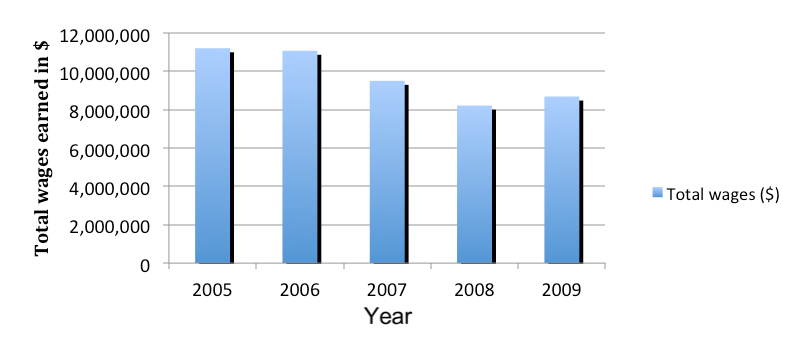 Total wages earned in $
12,000,000
10,000,000
8,000,000
6,000,000
4,000,000
2,000,000
0
2005 2006 2007 2008 2009
Year
Total wages ($)